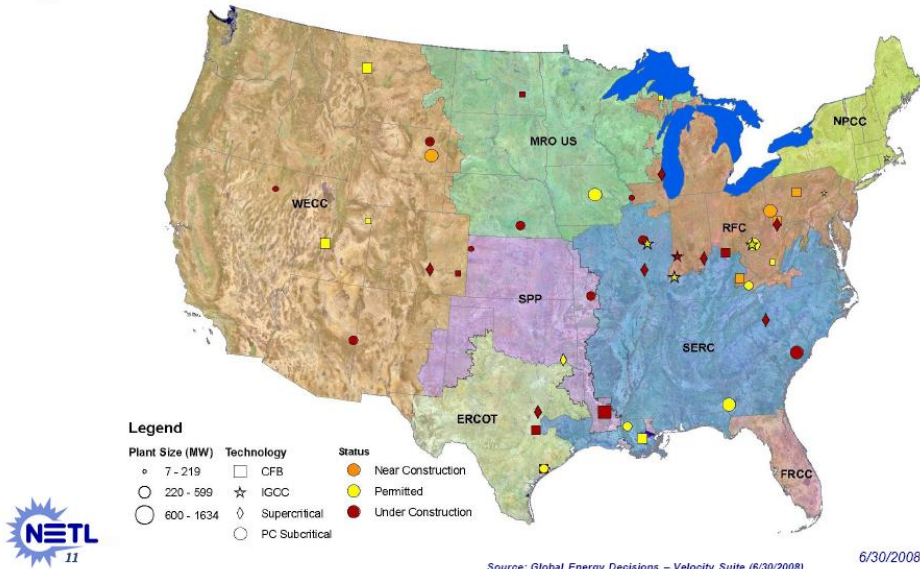 NPCC
MRO US
WECC
RFC
SPP
SERC
ERCOT
FRCC
Legend
Plant Size (MW) Technology Status
7 - 219 CFB Near Construction
220 - 599 IGCC Permitted
600 - 1634 Supercritical Under Construction
PC Subcritical
NETL
11
Source: Global Energy Decisions – Velocity Suite (6/30/2008)
6/30/2008